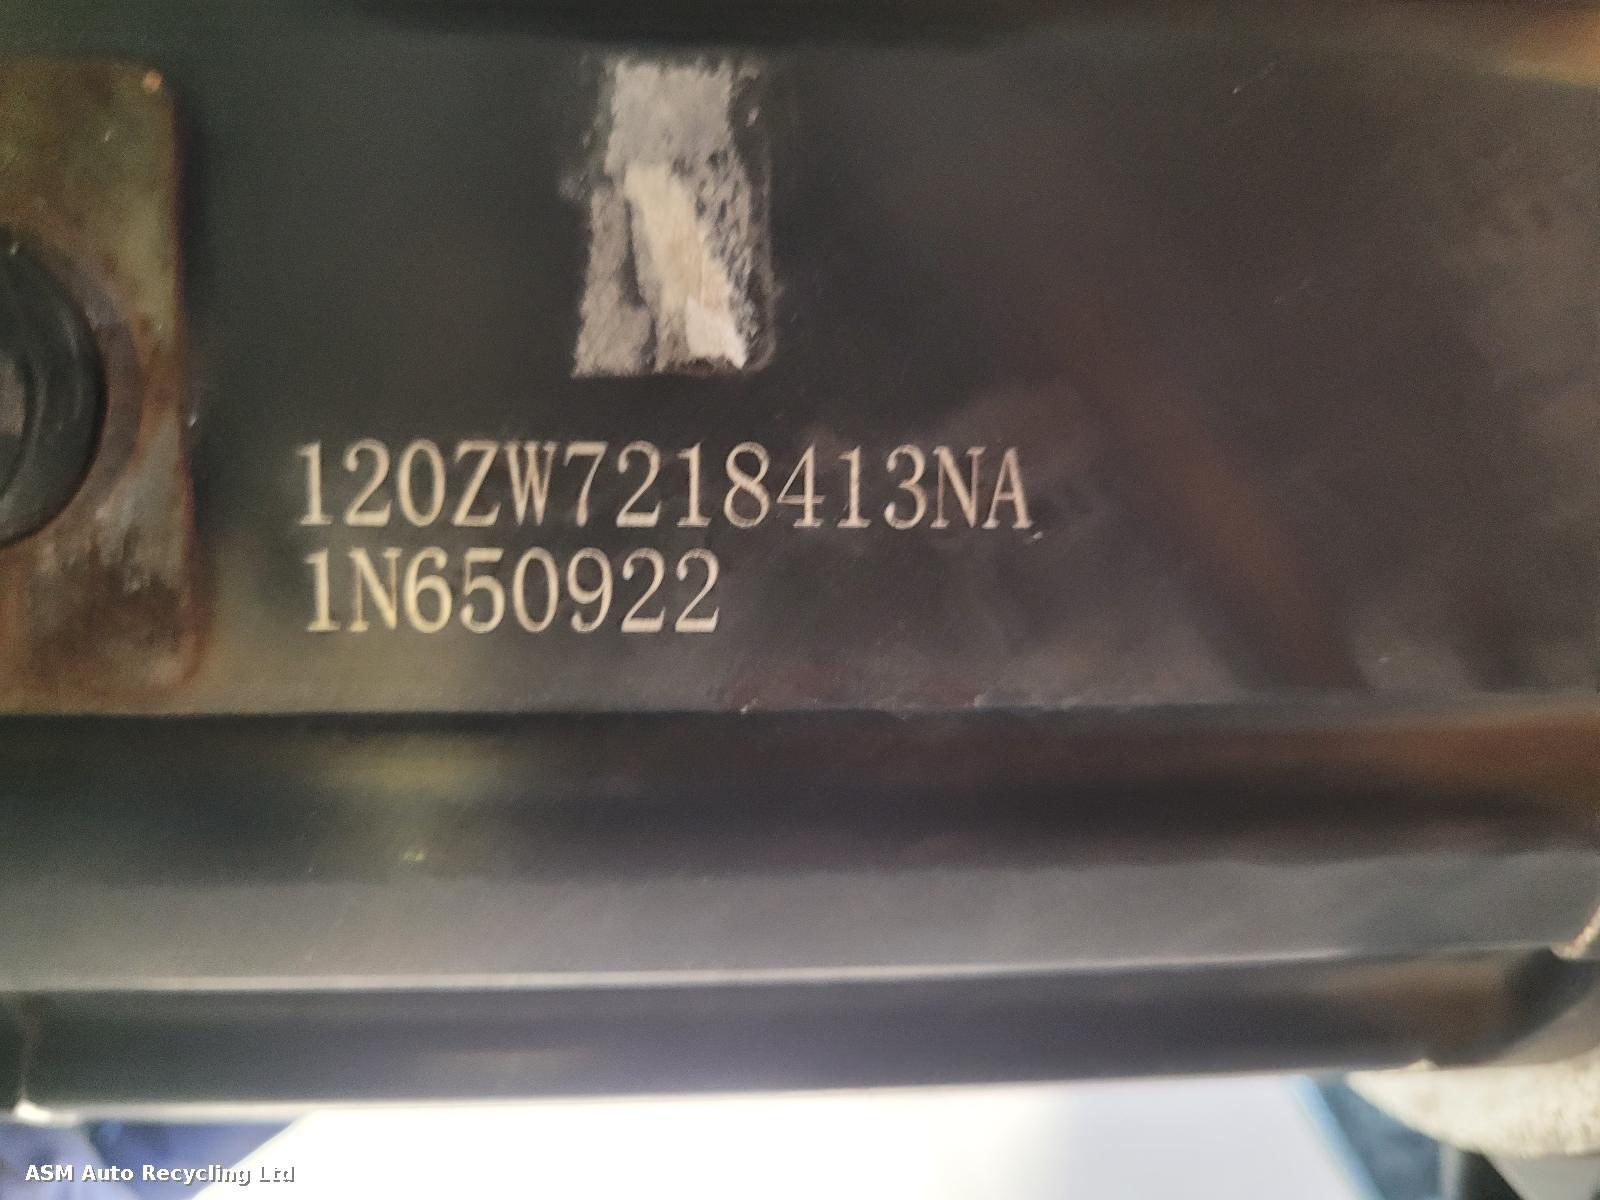 120ZW7218413NA
1N650922
ASM Auto Recycling Ltd